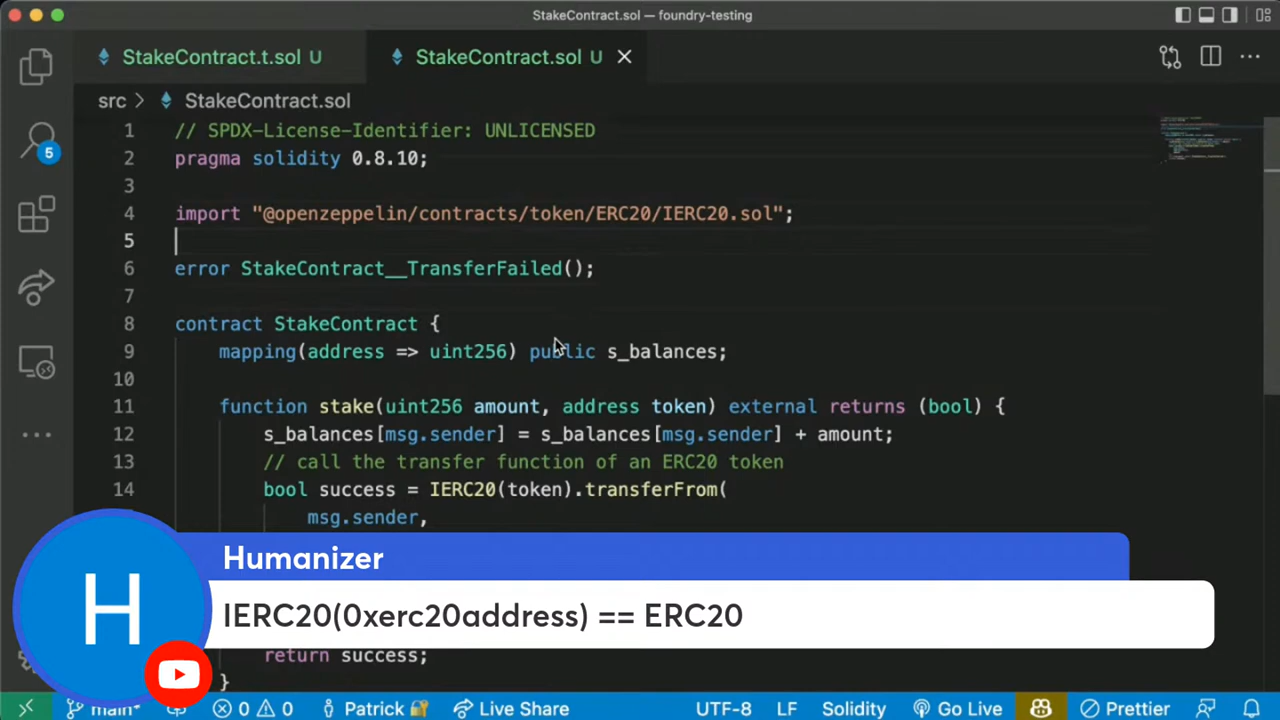 StakeContract.sol — foundry-testing
StakeContract.t.sol U
StakeContract.sol U
src > StakeContract.sol
1 // SPDX-License-Identifier: UNLICENSED
2 pragma solidity 0.8.10;
3
4 import "@openzeppelin/contracts/token/ERC20/IERC20.sol";
5
6 error StakeContract__TransferFailed();
7
8 contract StakeContract {
9 mapping(address => uint256) public s_balances;
10
11 function stake(uint256 amount, address token) external returns (bool) {
12 s_balances[msg.sender] = s_balances[msg.sender] + amount;
13 // call the transfer function of an ERC20 token
14 bool success = IERC20(token).transferFrom(
msg.sender,
5
Humanizer
H
IERC20(0xerc20address) == ERC20
return success;
}
main* 0 0 Patrick Live Share UTF-8 LF Solidity Go Live Prettier